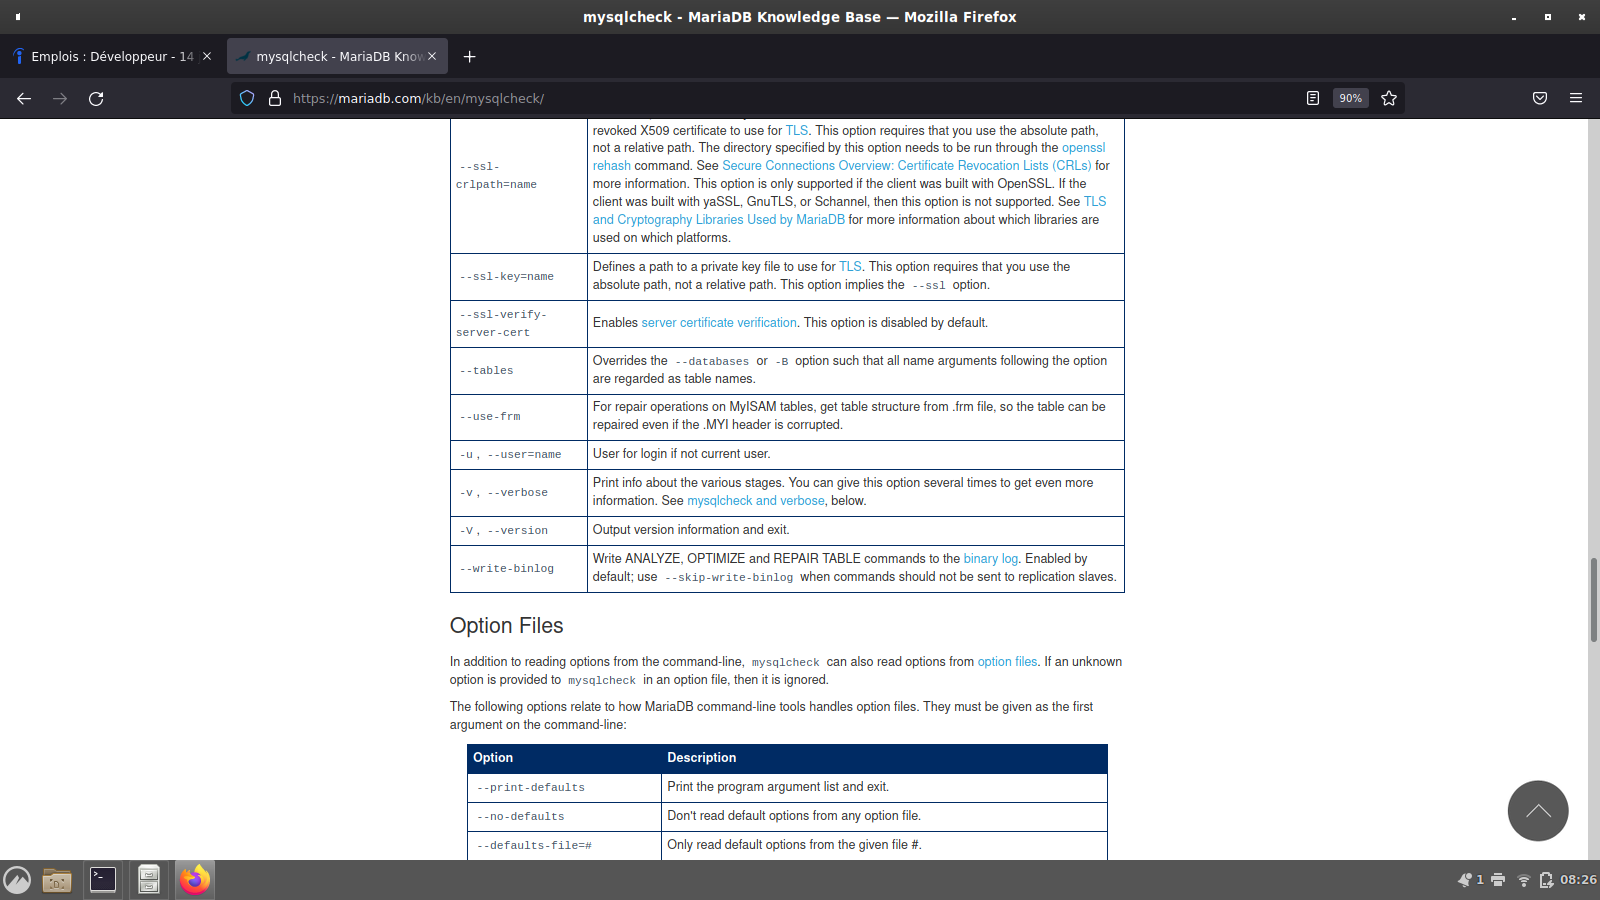 mysqlcheck - MariaDB Knowledge Base — Mozilla Firefox
Emplois : Développeur - 14
mysqlcheck - MariaDB Know
https://mariadb.com/kb/en/mysqlcheck/
90%
--ssl-
crlpath=name
revoked X509 certificate to use for TLS. This option requires that you use the absolute path,
not a relative path. The directory specified by this option needs to be run through the openssl
rehash command. See Secure Connections Overview: Certificate Revocation Lists (CRLs) for
more information. This option is only supported if the client was built with OpenSSL. If the
client was built with yaSSL, GnuTLS, or Schannel, then this option is not supported. See TLS
and Cryptography Libraries Used by MariaDB for more information about which libraries are
used on which platforms.
--ssl-key=name
Defines a path to a private key file to use for TLS. This option requires that you use the
absolute path, not a relative path. This option implies the --ssl option.
--ssl-verify-
server-cert
Enables server certificate verification. This option is disabled by default.
--tables
Overrides the --databases or -B option such that all name arguments following the option
are regarded as table names.
--use-frm
For repair operations on MyISAM tables, get table structure from .frm file, so the table can be
repaired even if the .MYI header is corrupted.
-u, --user=name
User for login if not current user.
-v, --verbose
Print info about the various stages. You can give this option several times to get even more
information. See mysqlcheck and verbose, below.
-V, --version
Output version information and exit.
--write-binlog
Write ANALYZE, OPTIMIZE and REPAIR TABLE commands to the binary log. Enabled by
default; use --skip-write-binlog when commands should not be sent to replication slaves.
Option Files
In addition to reading options from the command-line, mysqlcheck can also read options from option files. If an unknown
option is provided to mysqlcheck in an option file, then it is ignored.
The following options relate to how MariaDB command-line tools handles option files. They must be given as the first
argument on the command-line:
Option Description
--print-defaults Print the program argument list and exit.
--no-defaults Don't read default options from any option file.
--defaults-file=# Only read default options from the given file #.
1
08:26